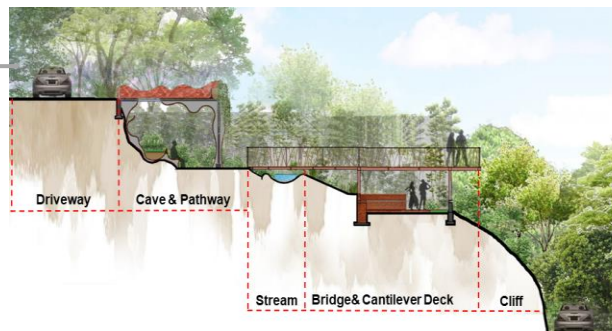 Driveway
Cave & Pathway
Stream
Bridge& Cantilever Deck
Cliff